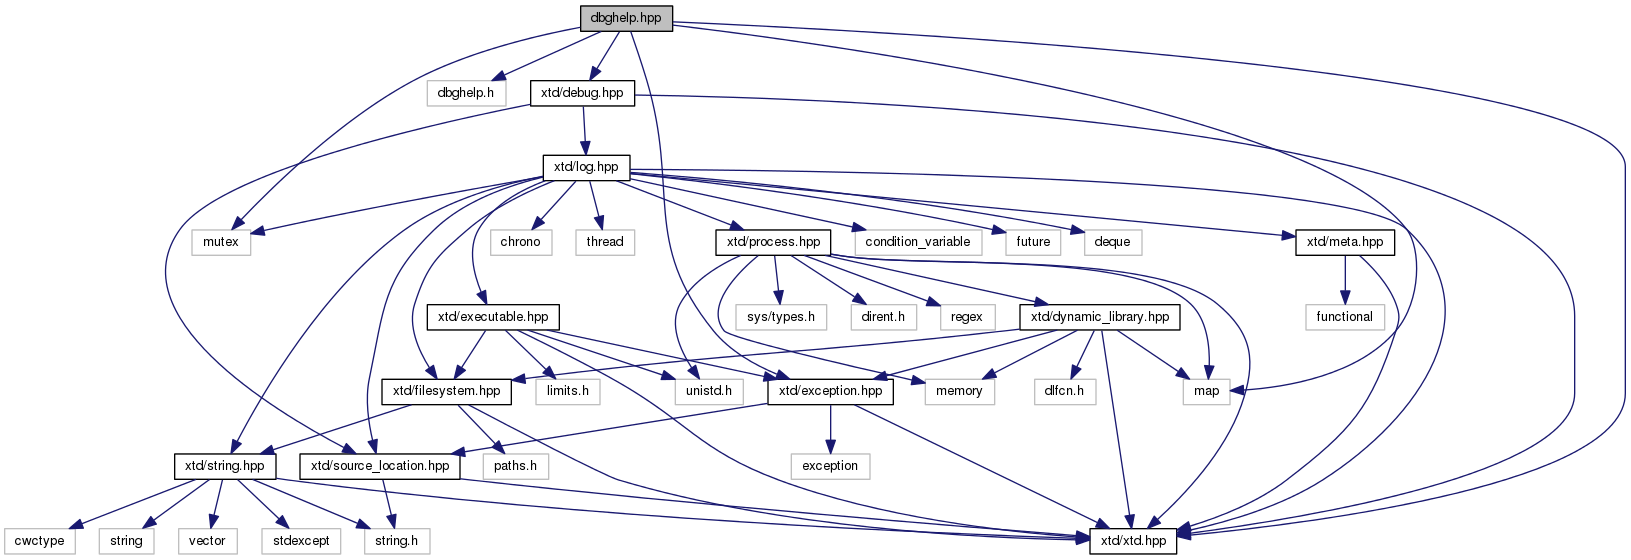 dbghelp.hpp
dbghelp.h
xtd/debug.hpp
xtd/log.hpp
mutex
chrono
thread
xtd/process.hpp
condition_variable
future
deque
xtd/meta.hpp
xtd/executable.hpp
sys/types.h
dirent.h
regex
xtd/dynamic_library.hpp
functional
xtd/filesystem.hpp
limits.h
unistd.h
xtd/exception.hpp
memory
dlfcn.h
map
xtd/string.hpp
xtd/source_location.hpp
paths.h
exception
cwctype
string
vector
stdexcept
string.h
xtd/xtd.hpp